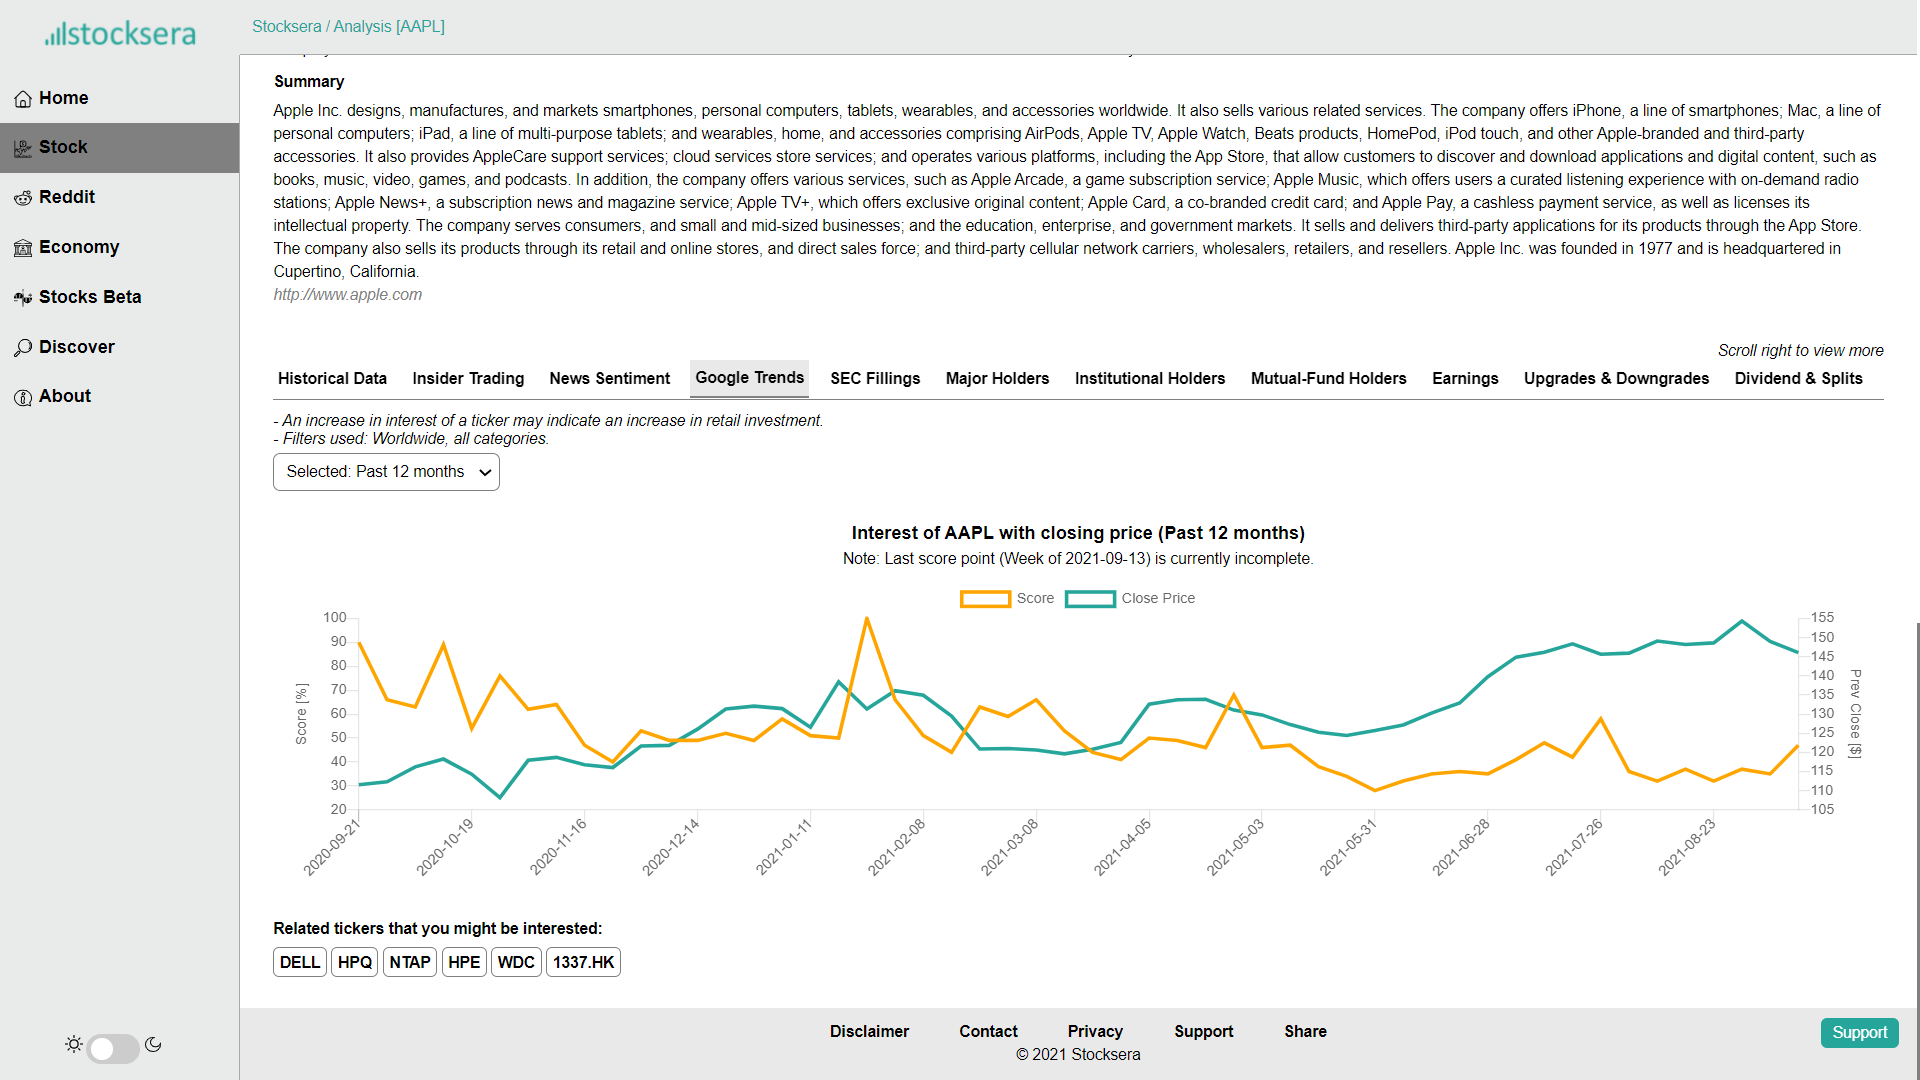 stocksera
Stocksera / Analysis [AAPL]
Home
Stock
Reddit
Economy
Stocks Beta
Discover
About
Summary
Apple Inc. designs, manufactures, and markets smartphones, personal computers, tablets, wearables, and accessories worldwide. It also sells various related services. The company offers iPhone, a line of smartphones; Mac, a line of
personal computers; iPad, a line of multi-purpose tablets; and wearables, home, and accessories comprising AirPods, Apple TV, Apple Watch, Beats products, HomePod, iPod touch, and other Apple-branded and third-party
accessories. It also provides AppleCare support services; cloud services store services; and operates various platforms, including the App Store, that allow customers to discover and download applications and digital content, such as
books, music, video, games, and podcasts. In addition, the company offers various services, such as Apple Arcade, a game subscription service; Apple Music, which offers users a curated listening experience with on-demand radio
stations; Apple News+, a subscription news and magazine service; Apple TV+, which offers exclusive original content; Apple Card, a co-branded credit card; and Apple Pay, a cashless payment service, as well as licenses its
intellectual property. The company serves consumers, and small and mid-sized businesses; and the education, enterprise, and government markets. It sells and delivers third-party applications for its products through the App Store.
The company also sells its products through its retail and online stores, and direct sales force; and third-party cellular network carriers, wholesalers, retailers, and resellers. Apple Inc. was founded in 1977 and is headquartered in
Cupertino, California.
http://www.apple.com
Scroll right to view more
Historical Data Insider Trading News Sentiment Google Trends SEC Fillings Major Holders Institutional Holders Mutual-Fund Holders Earnings Upgrades & Downgrades Dividend & Splits
- An increase in interest of a ticker may indicate an increase in retail investment.
- Filters used: Worldwide, all categories.
Selected: Past 12 months
Interest of AAPL with closing price (Past 12 months)
Note: Last score point (Week of 2021-09-13) is currently incomplete.
Score Close Price
Score [%]
100
90
80
70
60
50
40
30
20
155
150
145
140
135
130
125
120
115
110
105
Prev Close [$]
2020-09-21 2020-10-19 2020-11-16 2020-12-14 2021-01-11 2021-02-08 2021-03-08 2021-04-05 2021-05-03 2021-05-31 2021-06-28 2021-07-26 2021-08-23
Related tickers that you might be interested:
DELL HPQ NTAP HPE WDC 1337.HK
Disclaimer Contact Privacy Support Share
© 2021 Stocksera
Support